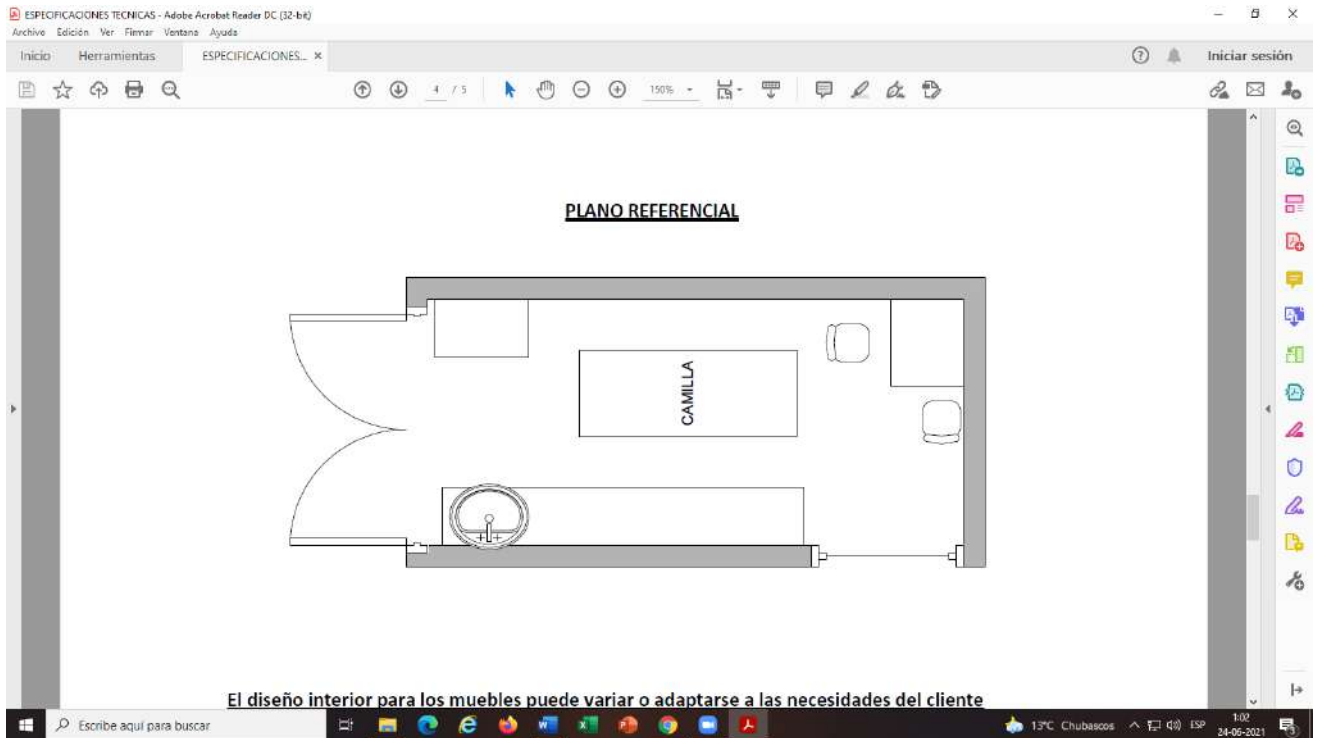 ESPECIFICACIONES TECNICAS - Adobe Acrobat Reader DC (32-bit)
Archivo Edición Ver Firmar Ventana Ayuda
Inicio Herramientas ESPECIFICACIONES... × Iniciar sesión
4 / 5 150%
PLANO REFERENCIAL
CAMILLA
El diseño interior para los muebles puede variar o adaptarse a las necesidades del cliente
Escribe aquí para buscar
13°C Chubascos ESP 1:02
24-06-2021